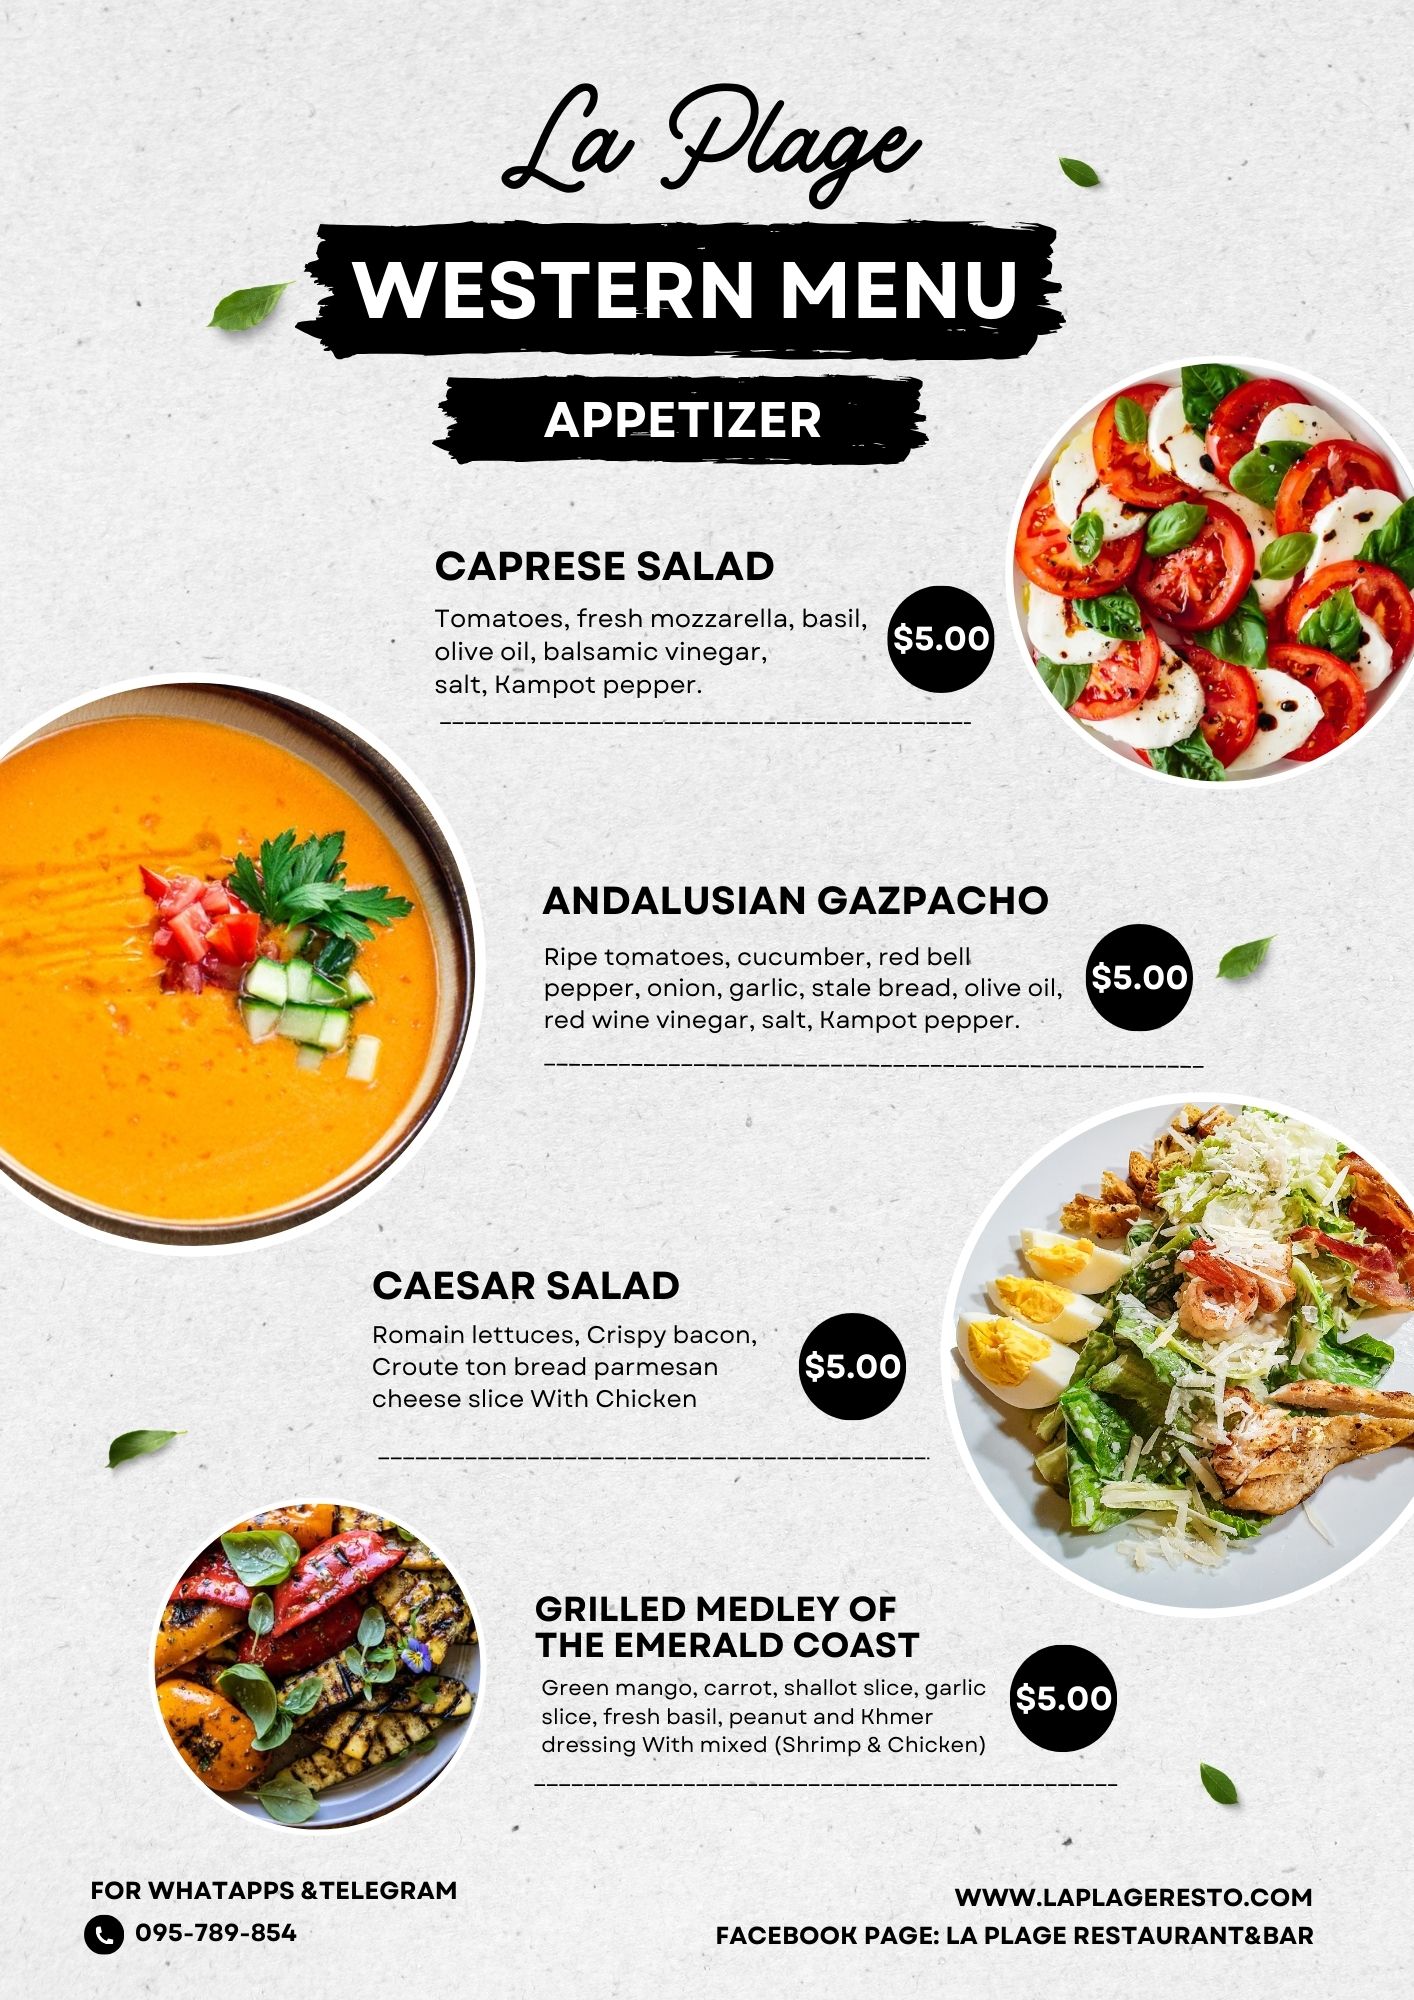 La Plage
WESTERN MENU
APPETIZER
CAPRESE SALAD
Tomatoes, fresh mozzarella, basil,
olive oil, balsamic vinegar,
salt, Kampot pepper.
$5.00
ANDALUSIAN GAZPACHO
Ripe tomatoes, cucumber, red bell
pepper, onion, garlic, stale bread, olive oil,
red wine vinegar, salt, Kampot pepper.
$5.00
CAESAR SALAD
Romain lettuces, Crispy bacon,
Croute ton bread parmesan
cheese slice With Chicken
$5.00
GRILLED MEDLEY OF
THE EMERALD COAST
Green mango, carrot, shallot slice, garlic
slice, fresh basil, peanut and Khmer
dressing With mixed (Shrimp & Chicken)
$5.00
FOR WHATAPPS &TELEGRAM
095-789-854
WWW.LAPLAGERESTO.COM
FACEBOOK PAGE: LA PLAGE RESTAURANT&BAR